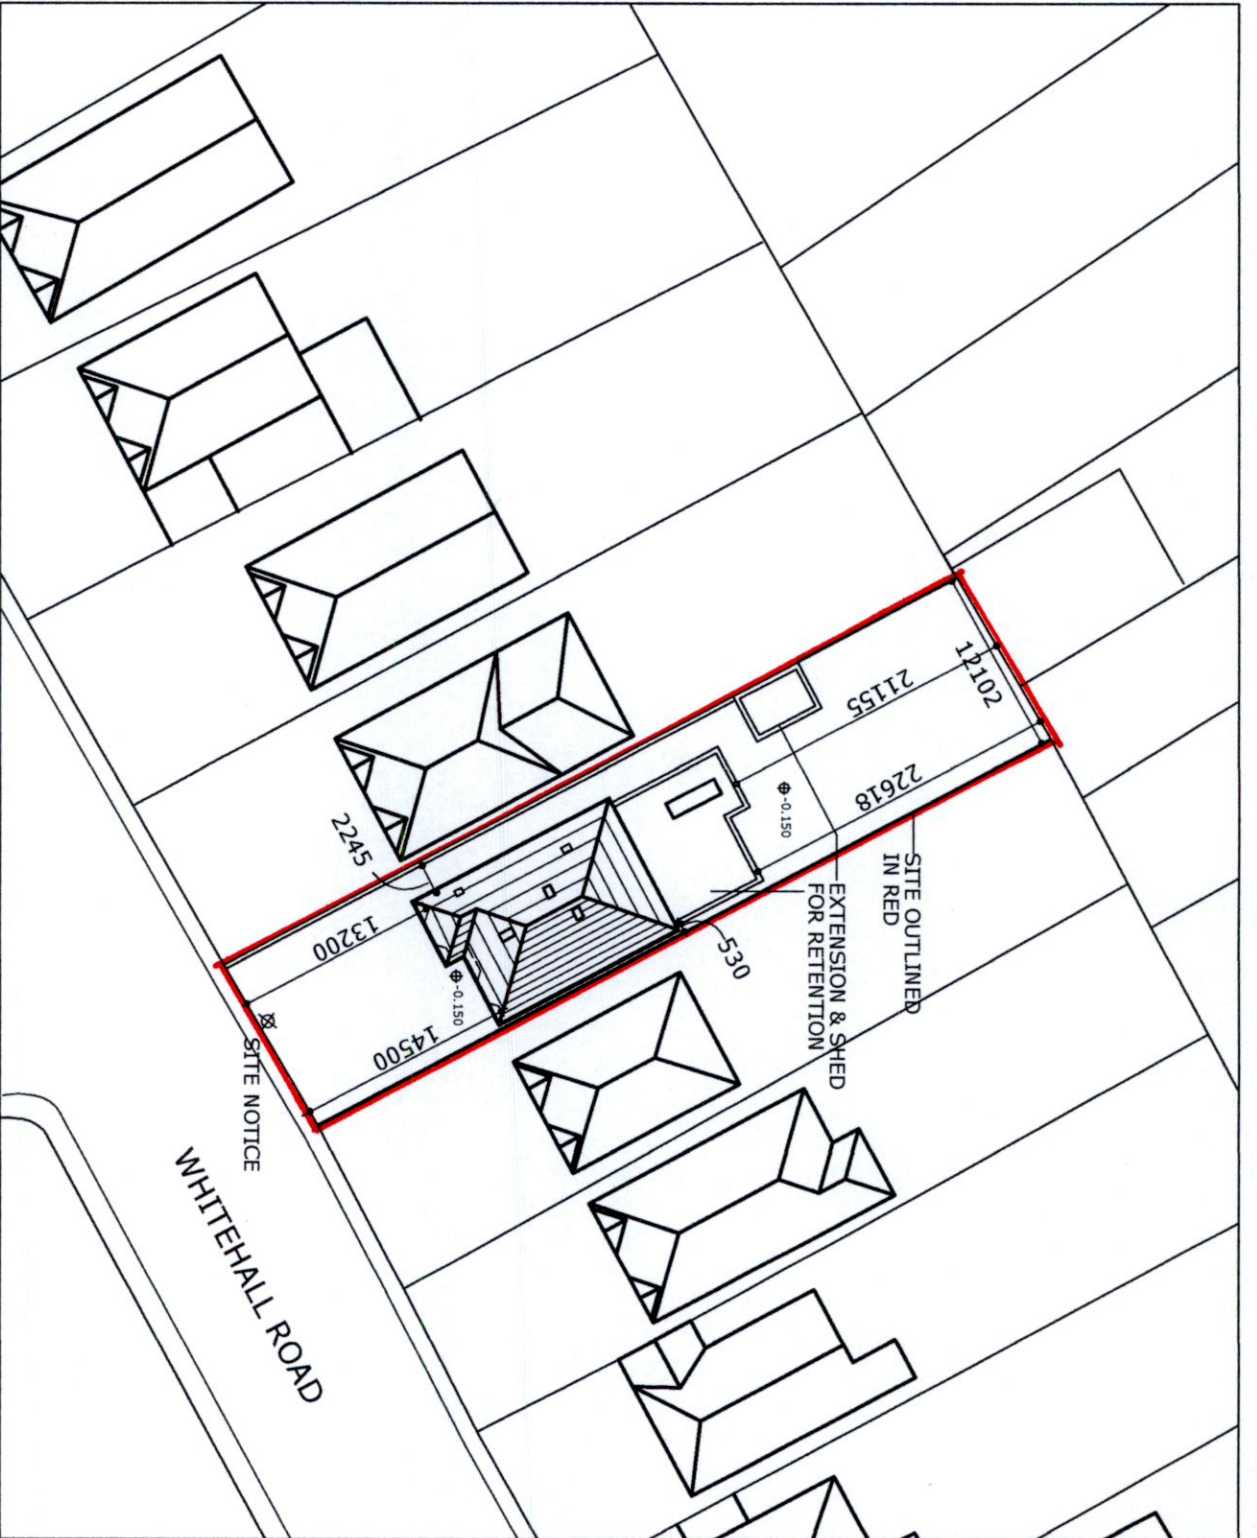 12102
21155
22618
-0.150
SITE OUTLINED
IN RED
EXTENSION & SHED
FOR RETENTION
530
2245
13200
-0.150
14500
SITE NOTICE
WHITEHALL ROAD